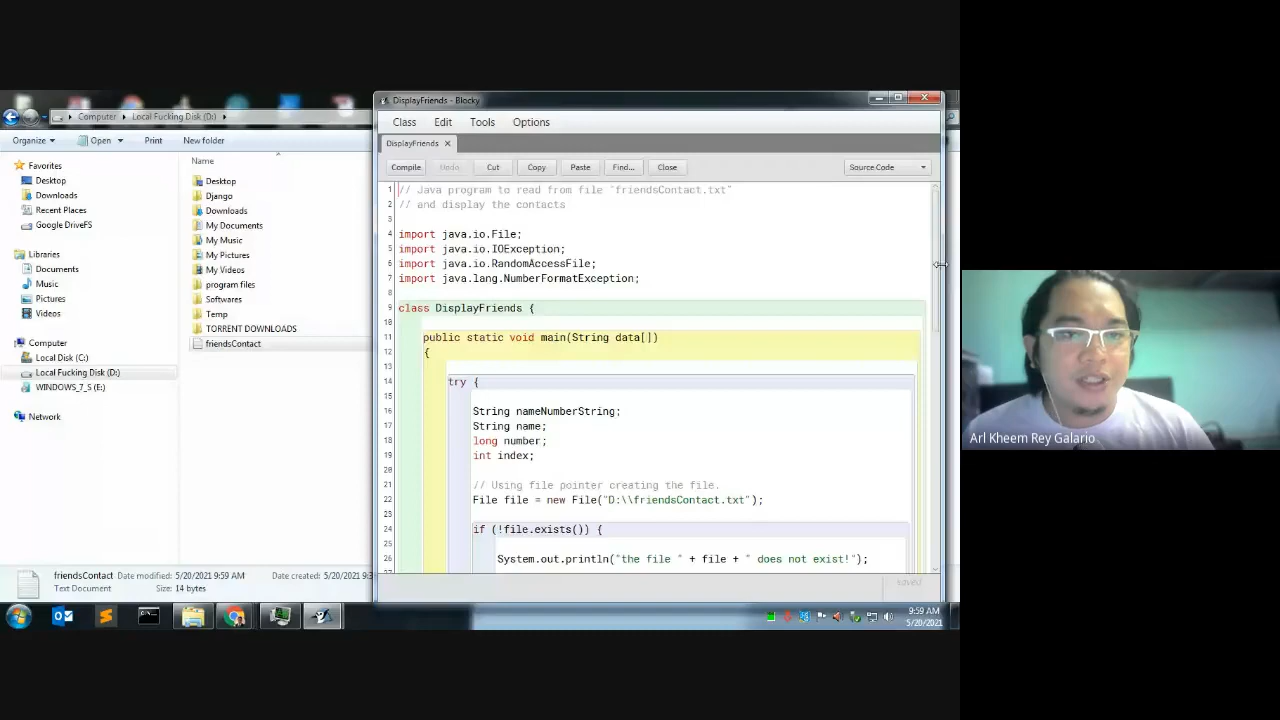 DisplayFriends - Blocky
Computer
Local Fucking Disk (D:)
Class Edit Tools Options
Organize Open Print New folder
DisplayFriends
Compile Undo Cut Copy Paste Find... Close Source Code
Favorites
Desktop
Downloads
Recent Places
Google DriveFS
Libraries
Documents
Music
Pictures
Videos
Computer
Local Disk (C:)
Local Fucking Disk (D:)
WINDOWS_7_S (E:)
Network
Name
Desktop
Django
Downloads
My Documents
My Music
My Pictures
My Videos
program files
Softwares
Temp
TORRENT DOWNLOADS
friendsContact
1 // Java program to read from file `friendsContact.txt"
2 // and display the contacts
3
4 import java.io.File;
5 import java.io.IOException;
6 import java.io.RandomAccessFile;
7 import java.lang.NumberFormatException;
8
9 class DisplayFriends {
10
11 public static void main(String data[])
12 {
13
14 try {
15
16 String nameNumberString;
17 String name;
18 long number;
19 int index;
20
21 // Using file pointer creating the file.
22 File file = new File("D:\\friendsContact.txt");
23
24 if (!file.exists()) {
25
26 System.out.println("the file " + file + " does not exist!");
27
saved
friendsContact Date modified: 5/20/2021 9:59 AM Date created: 5/20/2021 9:3
Text Document Size: 14 bytes
9:59 AM
5/20/2021
Arl Kheem Rey Galario